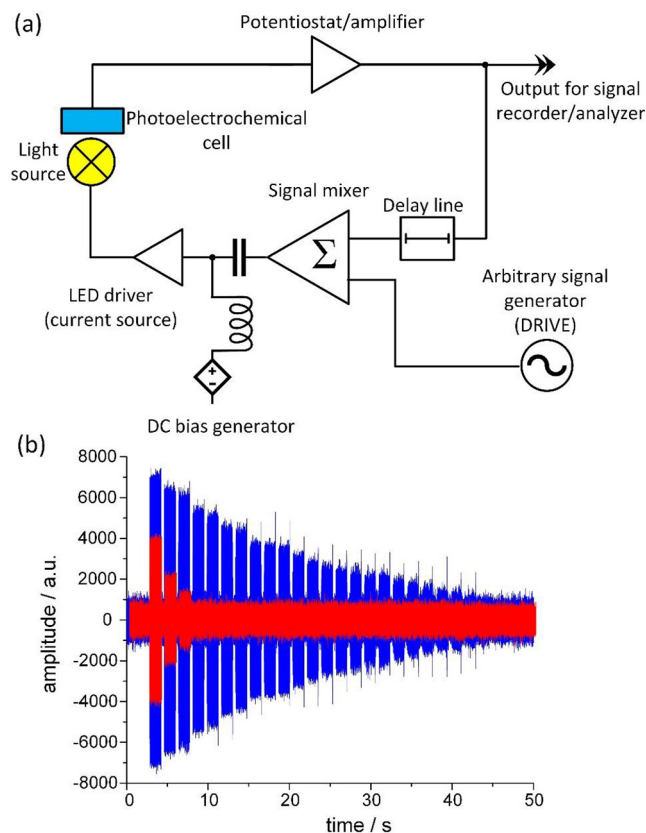 (a)
Potentiostat/amplifier
Output for signal
recorder/analyzer
Photoelectrochemical
cell
Light
source
Signal mixer
Delay line
Σ
LED driver
(current source)
Arbitrary signal
generator
(DRIVE)
+
-
DC bias generator
(b)
8000
6000
4000
2000
0
-2000
-4000
-6000
-8000
amplitude / a.u.
0
10
20
30
40
50
time / s